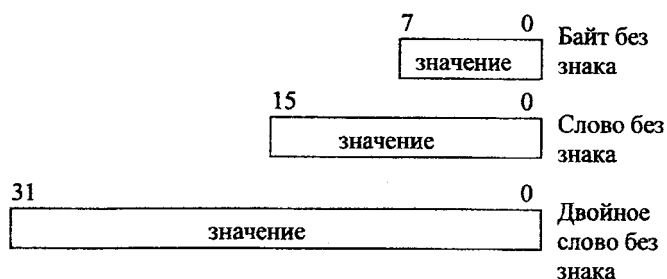 7 0
значение
Байт без
знака
15 0
значение
Слово без
знака
31 0
значение
Двойное
слово без
знака